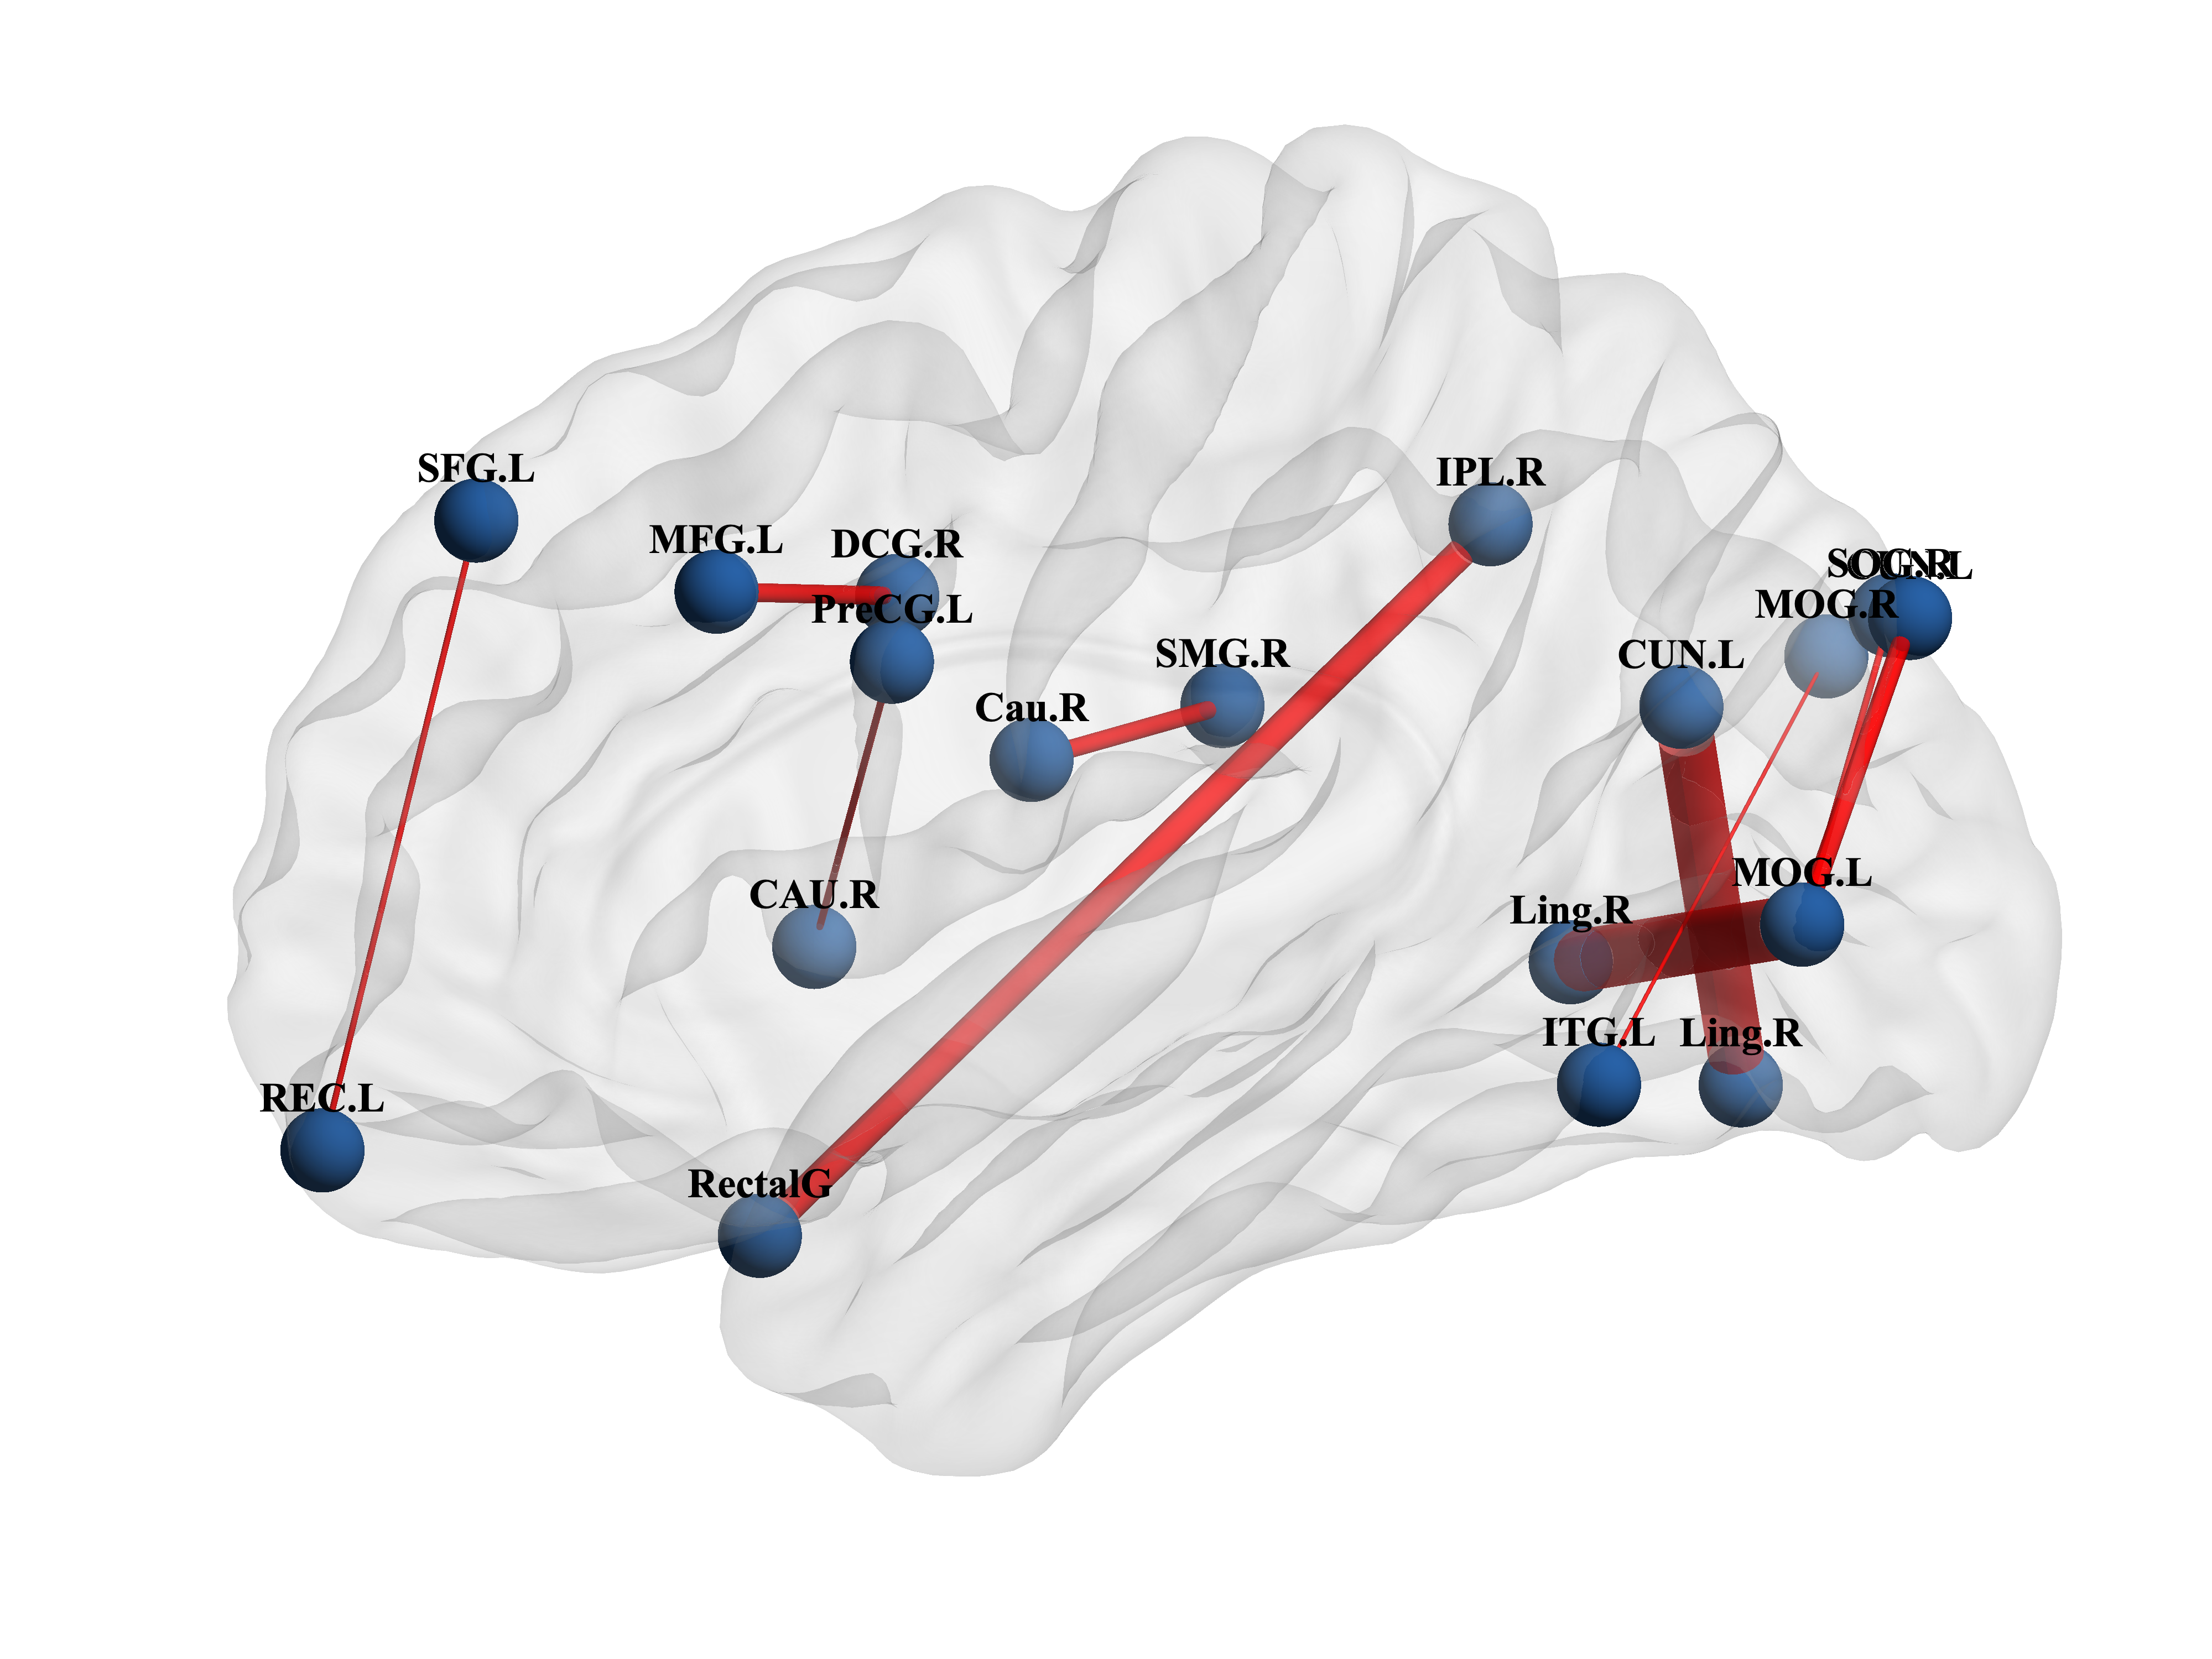 SFG.L
IPL.R
MFG.L
DCG.R
SOG.R
CUN.L
MOG.R
PreCG.L
SMG.R
CUN.L
Cau.R
MOG.L
CAU.R
Ling.R
ITG.L
Ling.R
REC.L
RectalG